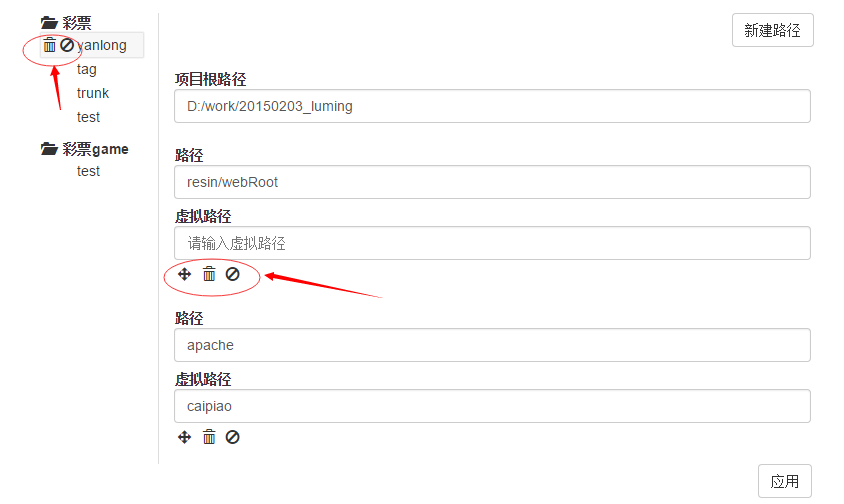 彩票
yanlong
tag
trunk
test
彩票game
test
新建路径
项目根路径
D:/work/20150203_luming
路径
resin/webRoot
虚拟路径
请输入虚拟路径
路径
apache
虚拟路径
caipiao
应用